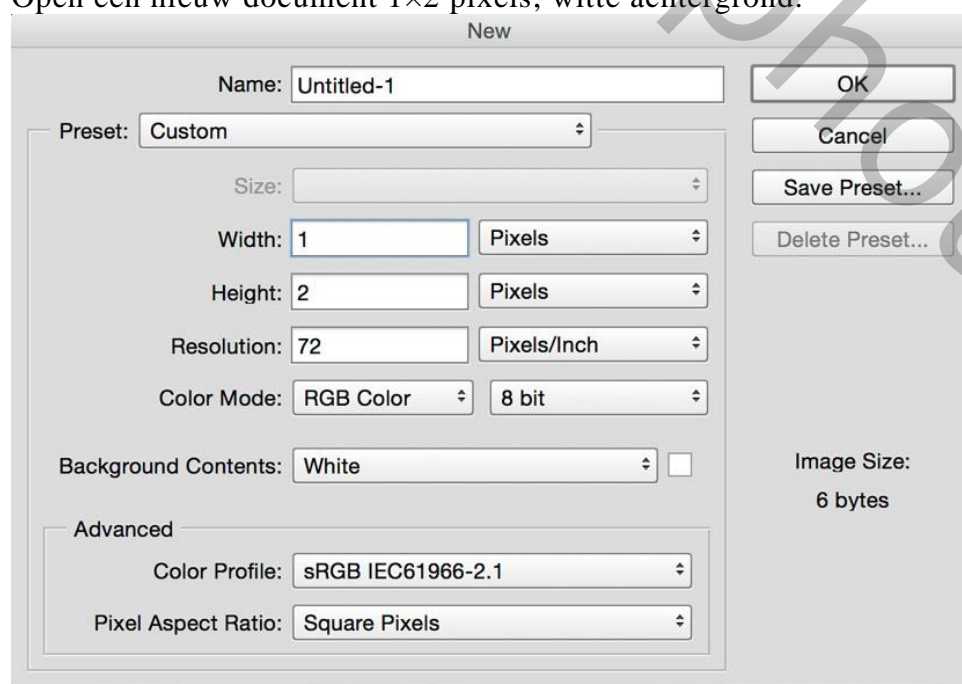 Open een nieuw document 1×2 pixels, witte achtergrond.
New
Name: Untitled-1
OK
Preset: Custom
Cancel
Size:
Save Preset...
Width: 1 Pixels
Delete Preset...
Height: 2 Pixels
Resolution: 72 Pixels/Inch
Color Mode: RGB Color 8 bit
Background Contents: White
Image Size:
6 bytes
Advanced
Color Profile: sRGB IEC61966-2.1
Pixel Aspect Ratio: Square Pixels